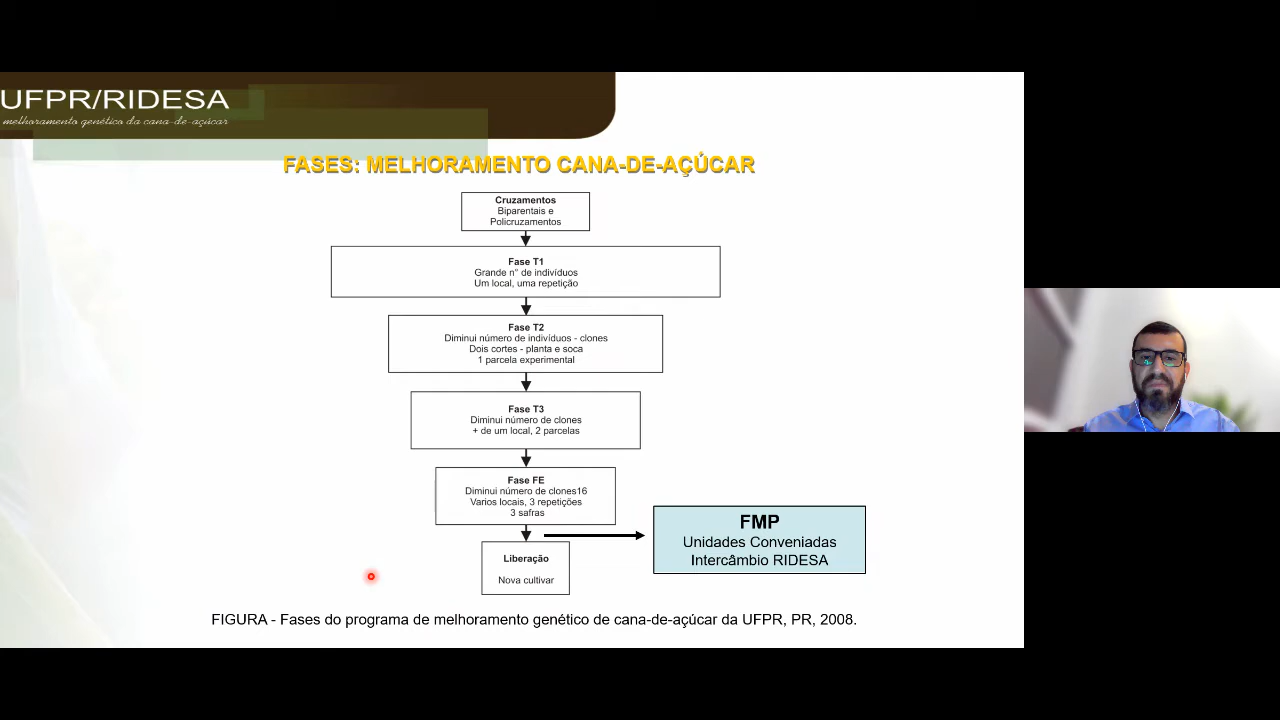 UFPR/RIDESA
melhoramento genético da cana-de-açúcar
FASES: MELHORAMENTO CANA-DE-AÇÚCAR
Cruzamentos
Biparentais e
Policruzamentos
Fase T1
Grande n° de indivíduos
Um local, uma repetição
Fase T2
Diminui número de indivíduos - clones
Dois cortes - planta e soca
1 parcela experimental
Fase T3
Diminui número de clones
+ de um local, 2 parcelas
Fase FE
Diminui número de clones16
Varios locais, 3 repetições
3 safras
FMP
Unidades Conveniadas
Intercâmbio RIDESA
Liberação
Nova cultivar
FIGURA - Fases do programa de melhoramento genético de cana-de-açúcar da UFPR, PR, 2008.